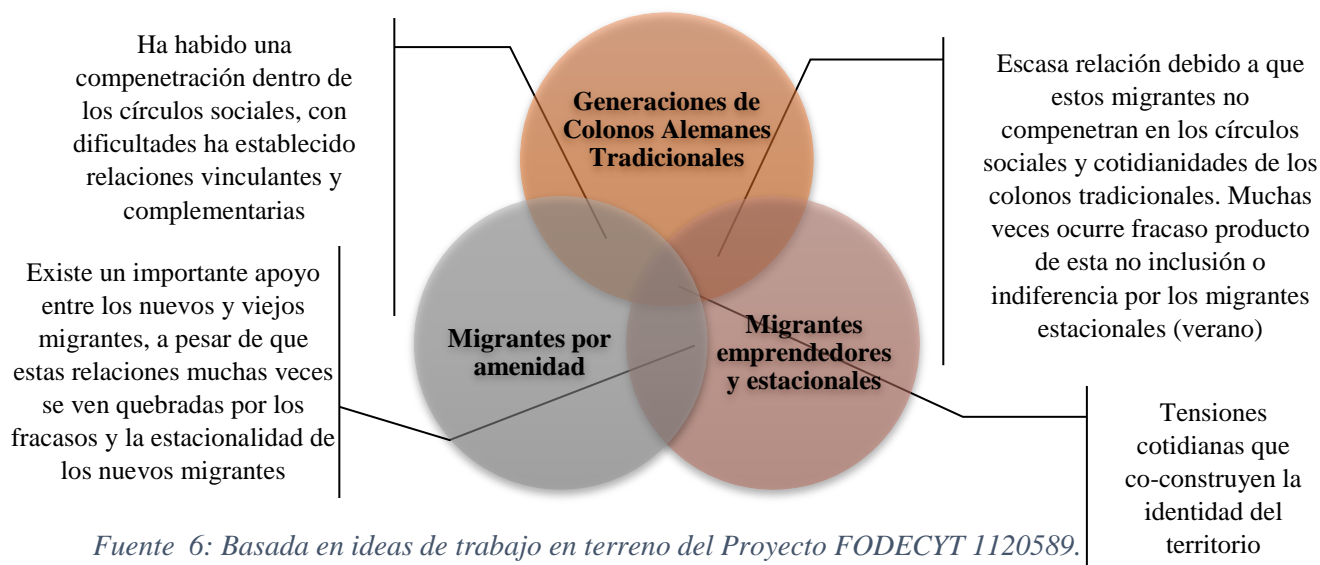 Ha habido una
compenetración dentro de
los círculos sociales, con
dificultades ha establecido
relaciones vinculantes y
complementarias
Existe un importante apoyo
entre los nuevos y viejos
migrantes, a pesar de que
estas relaciones muchas veces
se ven quebradas por los
fracasos y la estacionalidad de
los nuevos migrantes
Generaciones de
Colonos Alemanes
Tradicionales
Migrantes por
amenidad
Migrantes
emprendedores
y estacionales
Escasa relación debido a que
estos migrantes no
compenetran en los círculos
sociales y cotidianidades de los
colonos tradicionales. Muchas
veces ocurre fracaso producto
de esta no inclusión o
indiferencia por los migrantes
estacionales (verano)
Tensiones
cotidianas que
co-construyen la
identidad del
territorio
Fuente 6: Basada en ideas de trabajo en terreno del Proyecto FODECYT 1120589.